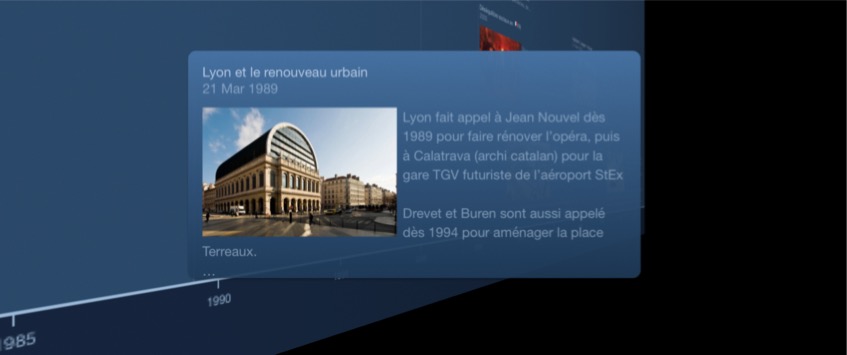 Lyon et le renouveau urbain
21 Mar 1989
Lyon fait appel à Jean Nouvel dès
1989 pour faire rénover l'opéra, puis
à Calatrava (archi catalan) pour la
gare TGV futuriste de l'aéroport StEx
Drevet et Buren sont aussi appelé
dès 1994 pour aménager la place
Terreaux.
...
1990
1985